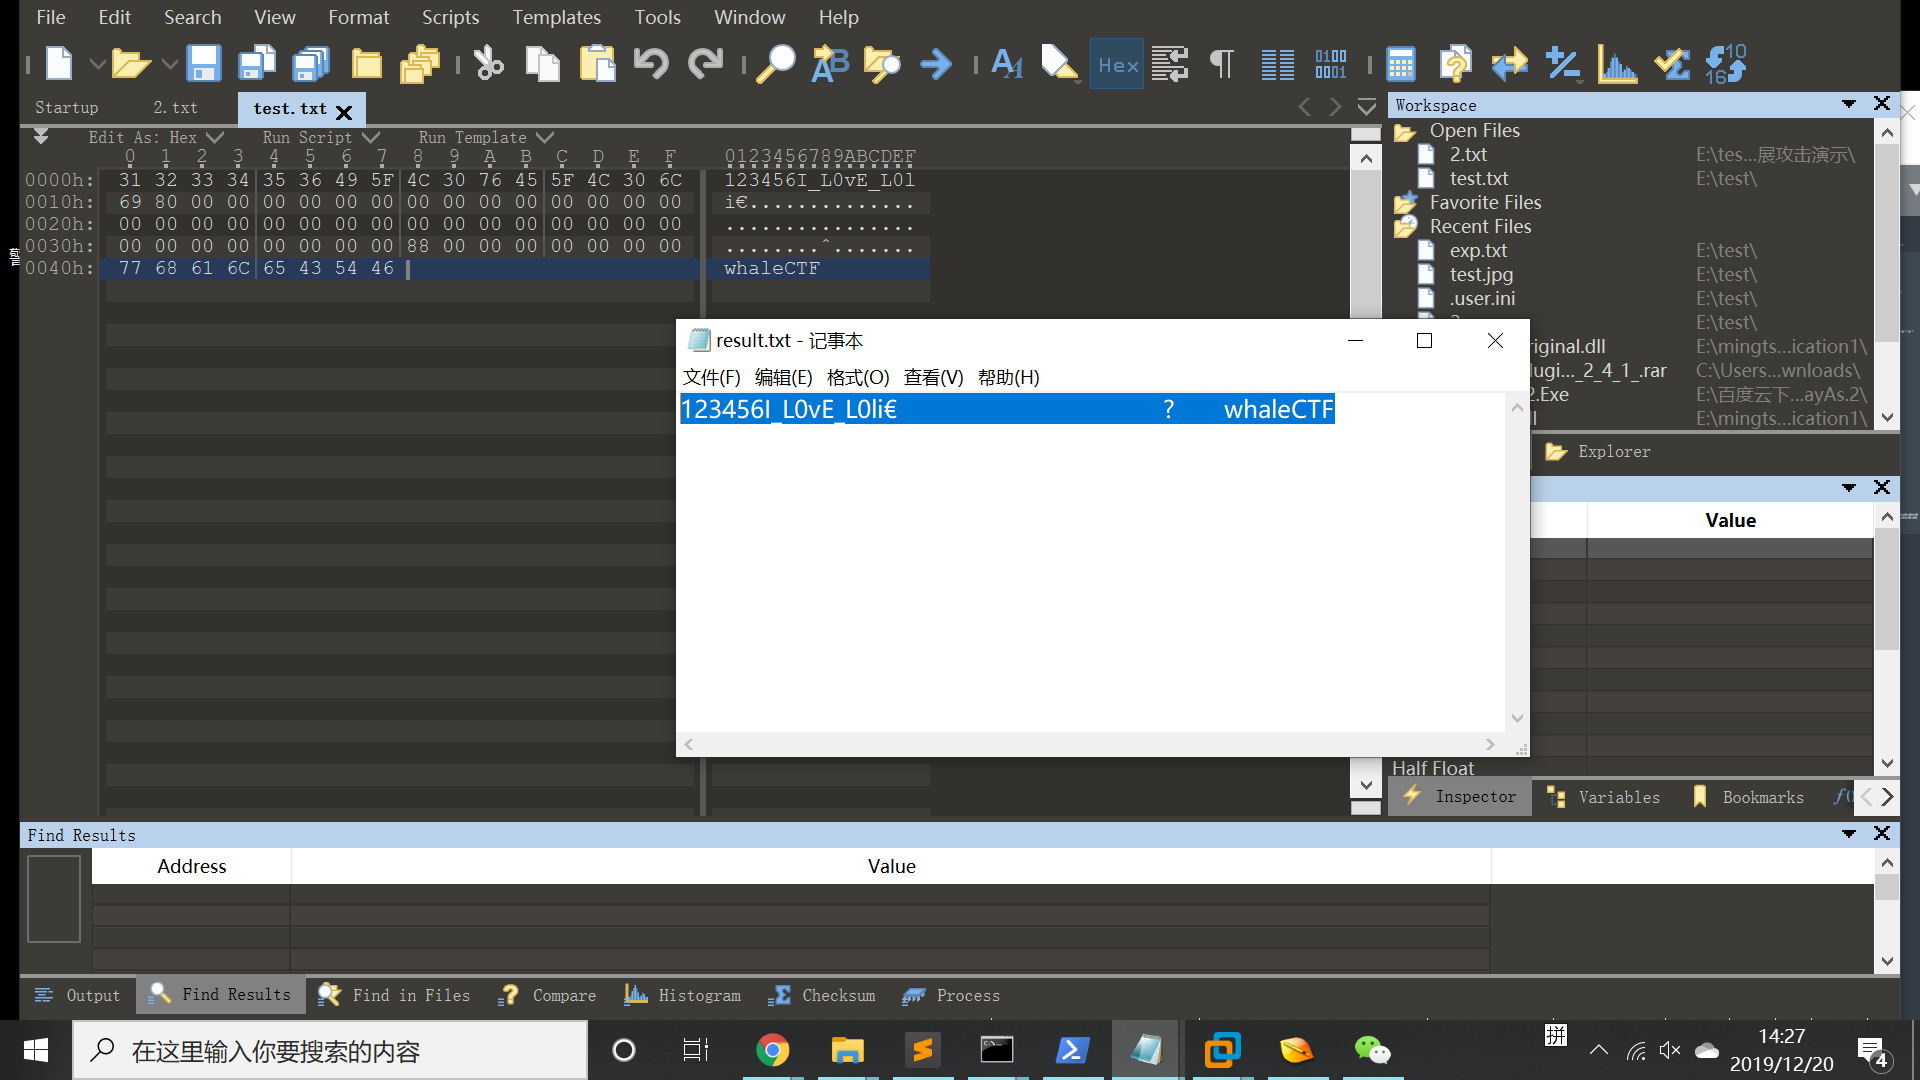 File Edit Search View Format Scripts Templates Tools Window Help
Hex
Startup 2.txt test.txt
Edit As: Hex Run Script Run Template
0 1 2 3 4 5 6 7 8 9 A B C D E F 0123456789ABCDEF
0000h: 31 32 33 34 35 36 49 5F 4C 30 76 45 5F 4C 30 6C 123456I_L0vE_L0l
0010h: 69 80 00 00 00 00 00 00 00 00 00 00 00 00 00 00 i€..............
0020h: 00 00 00 00 00 00 00 00 00 00 00 00 00 00 00 00 ................
0030h: 00 00 00 00 00 00 00 00 88 00 00 00 00 00 00 00 ........ˆ.......
0040h: 77 68 61 6C 65 43 54 46 whaleCTF
Workspace
Open Files
2.txt E:\tes...展攻击演示\
test.txt E:\test\
Favorite Files
Recent Files
exp.txt E:\test\
test.jpg E:\test\
.user.ini E:\test\
E:\test\
riginal.dll E:\mingts...ication1\
lugi..._2_4_1_.rar C:\Users...wnloads\
2.Exe E:\百度云下...ayAs.2\
ll E:\mingts...ication1\
Explorer
Value
Half Float
Inspector Variables Bookmarks
result.txt - 记事本
文件(F) 编辑(E) 格式(O) 查看(V) 帮助(H)
123456I_L0vE_L0li€ ? whaleCTF
Find Results
Address Value
Output Find Results Find in Files Compare Histogram Checksum Process
在这里输入你要搜索的内容
拼
14:27
2019/12/20
4